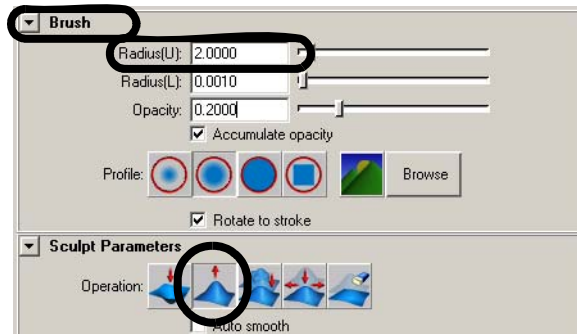 Brush
Radius(U): 2.0000
Radius(L): 0.0010
Opacity: 0.2000
Accumulate opacity
Profile: Browse
Rotate to stroke
Sculpt Parameters
Operation:
Auto smooth